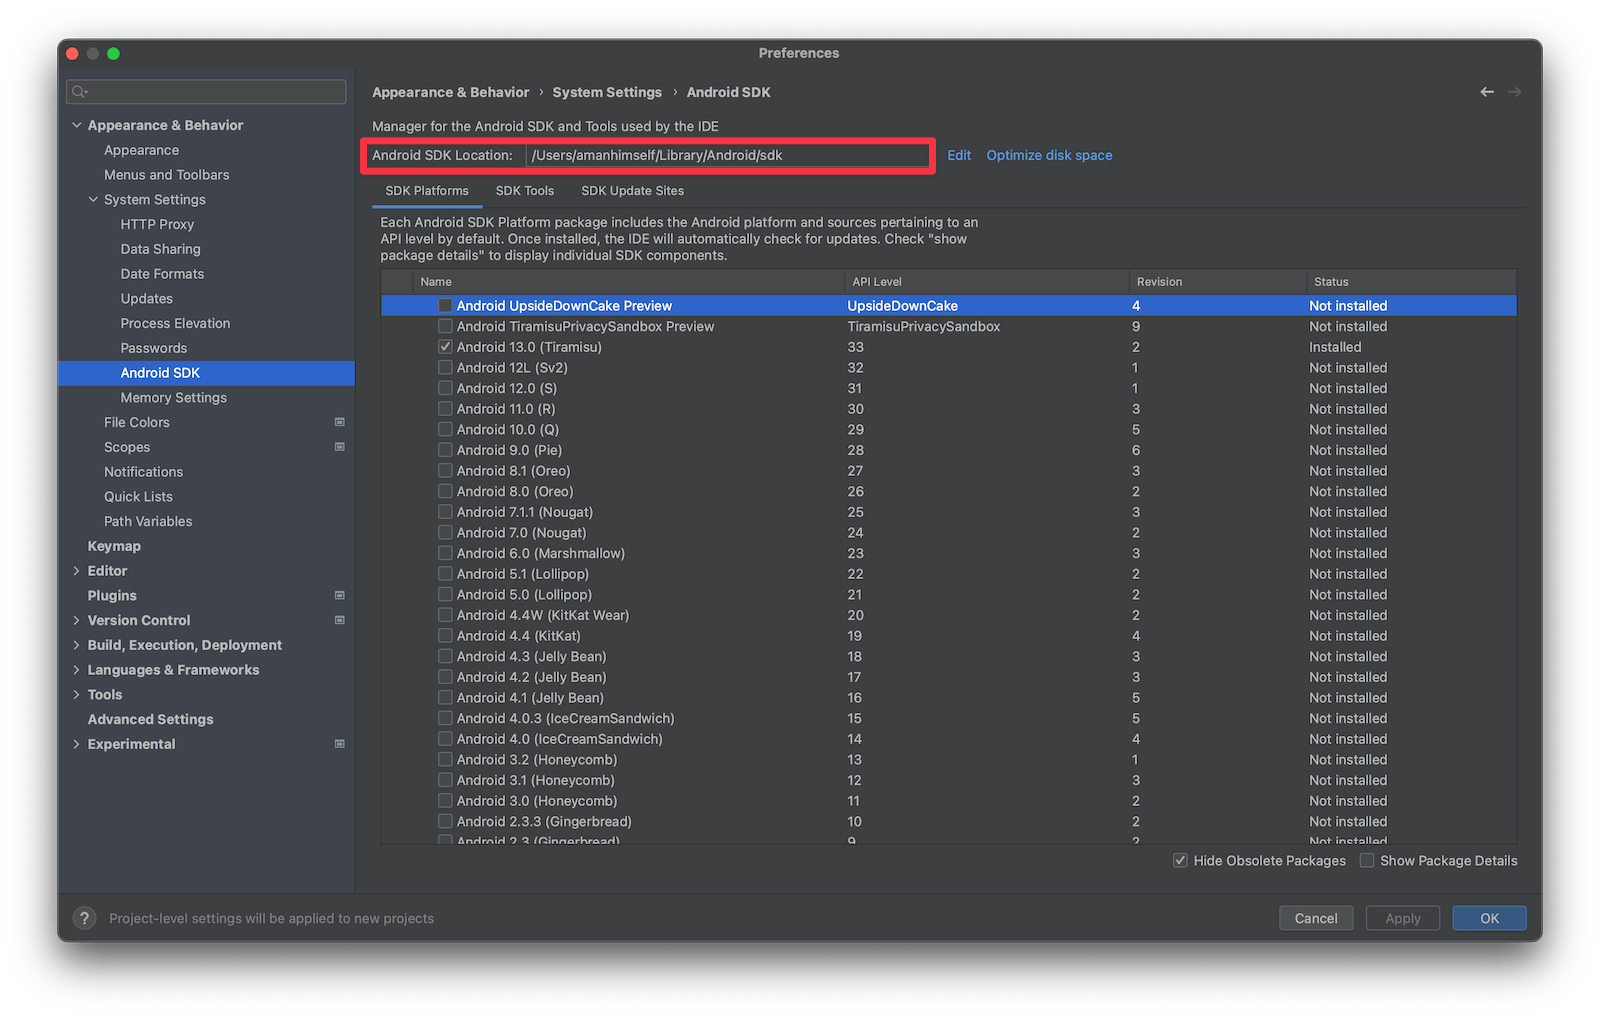 Preferences
Appearance & Behavior
Appearance
Menus and Toolbars
System Settings
HTTP Proxy
Data Sharing
Date Formats
Updates
Process Elevation
Passwords
Android SDK
Memory Settings
File Colors
Scopes
Notifications
Quick Lists
Path Variables
Keymap
Editor
Plugins
Version Control
Build, Execution, Deployment
Languages & Frameworks
Tools
Advanced Settings
Experimental
Appearance & Behavior › System Settings › Android SDK
Manager for the Android SDK and Tools used by the IDE
Android SDK Location: /Users/amanhimself/Library/Android/sdk Edit Optimize disk space
SDK Platforms SDK Tools SDK Update Sites
Each Android SDK Platform package includes the Android platform and sources pertaining to an
API level by default. Once installed, the IDE will automatically check for updates. Check "show
package details" to display individual SDK components.
Name API Level Revision Status
Android UpsideDownCake Preview UpsideDownCake 4 Not installed
Android TiramisuPrivacySandbox Preview TiramisuPrivacySandbox 9 Not installed
Android 13.0 (Tiramisu) 33 2 Installed
Android 12L (Sv2) 32 1 Not installed
Android 12.0 (S) 31 1 Not installed
Android 11.0 (R) 30 3 Not installed
Android 10.0 (Q) 29 5 Not installed
Android 9.0 (Pie) 28 6 Not installed
Android 8.1 (Oreo) 27 3 Not installed
Android 8.0 (Oreo) 26 2 Not installed
Android 7.1.1 (Nougat) 25 3 Not installed
Android 7.0 (Nougat) 24 2 Not installed
Android 6.0 (Marshmallow) 23 3 Not installed
Android 5.1 (Lollipop) 22 2 Not installed
Android 5.0 (Lollipop) 21 2 Not installed
Android 4.4W (KitKat Wear) 20 2 Not installed
Android 4.4 (KitKat) 19 4 Not installed
Android 4.3 (Jelly Bean) 18 3 Not installed
Android 4.2 (Jelly Bean) 17 3 Not installed
Android 4.1 (Jelly Bean) 16 5 Not installed
Android 4.0.3 (IceCreamSandwich) 15 5 Not installed
Android 4.0 (IceCreamSandwich) 14 4 Not installed
Android 3.2 (Honeycomb) 13 1 Not installed
Android 3.1 (Honeycomb) 12 3 Not installed
Android 3.0 (Honeycomb) 11 2 Not installed
Android 2.3.3 (Gingerbread) 10 2 Not installed
Android 2.3 (Gingerbread) 9 2 Not installed
Hide Obsolete Packages Show Package Details
? Project-level settings will be applied to new projects
Cancel Apply OK